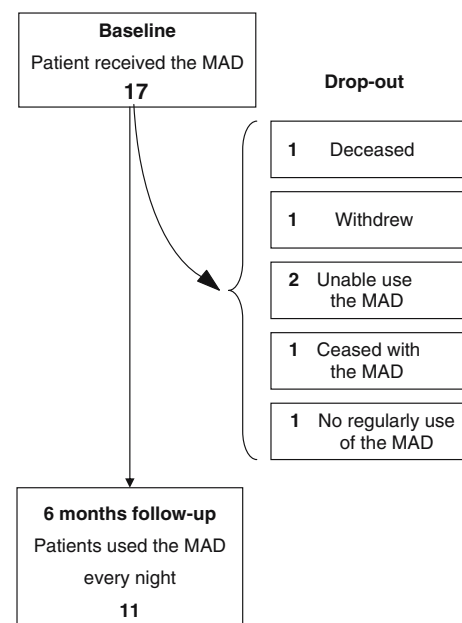 Baseline
Patient received the MAD
17
Drop-out
1 Deceased
1 Withdrew
2 Unable use
the MAD
1 Ceased with
the MAD
1 No regularly use
of the MAD
6 months follow-up
Patients used the MAD
every night
11